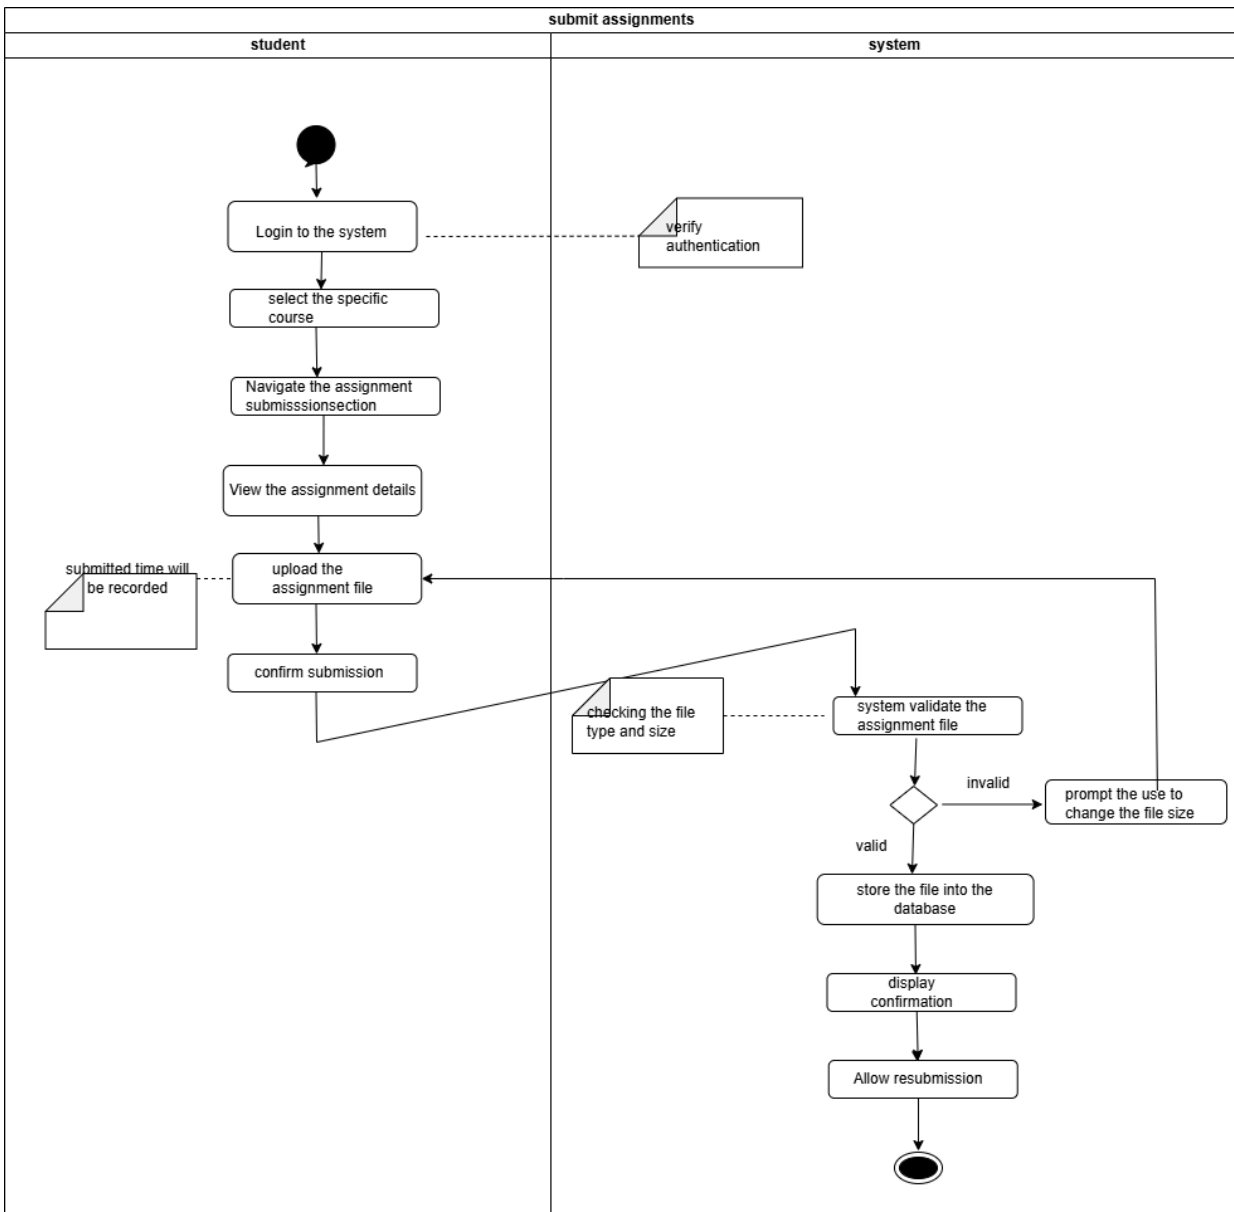 submit assignments
student
system
Login to the system
verify
authentication
select the specific
course
Navigate the assignment
submisssionsection
View the assignment details
submitted time will
be recorded
upload the
assignment file
confirm submission
checking the file
type and size
system validate the
assignment file
invalid
prompt the use to
change the file size
valid
store the file into the
database
display
confirmation
Allow resubmission